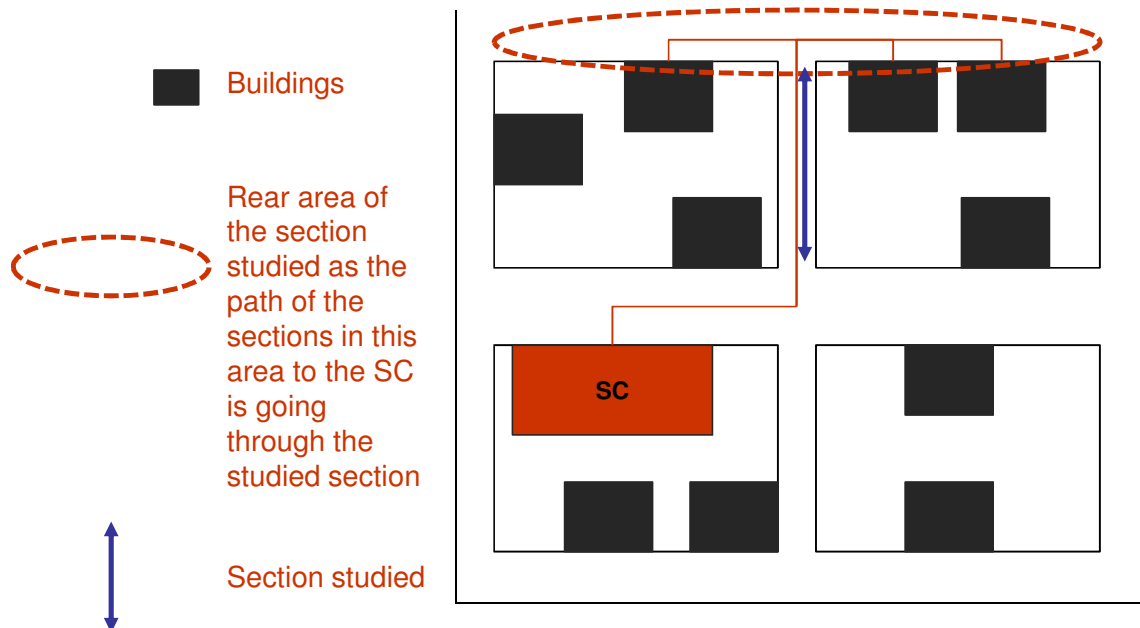 Buildings
Rear area of
the section
studied as the
path of the
sections in this
area to the SC
is going
through the
studied section
SC
Section studied